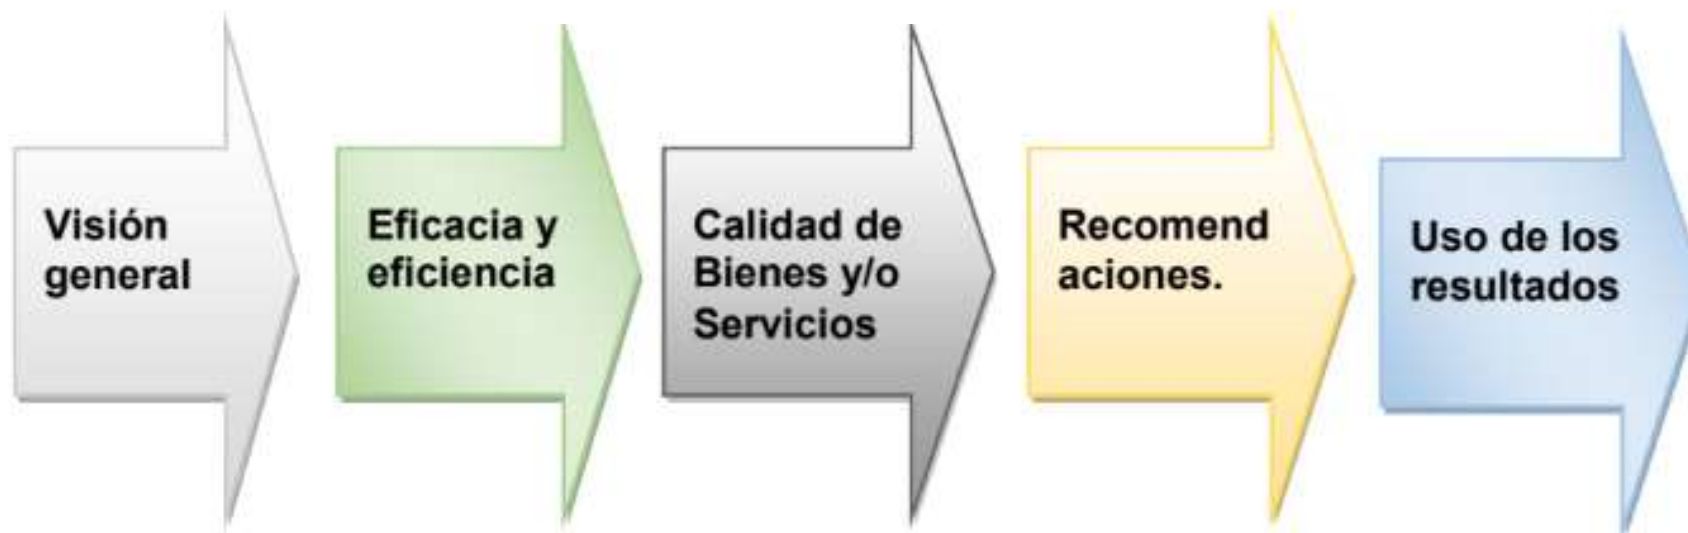 Visión
general
Eficacia y
eficiencia
Calidad de
Bienes y/o
Servicios
Recomend
aciones.
Uso de los
resultados